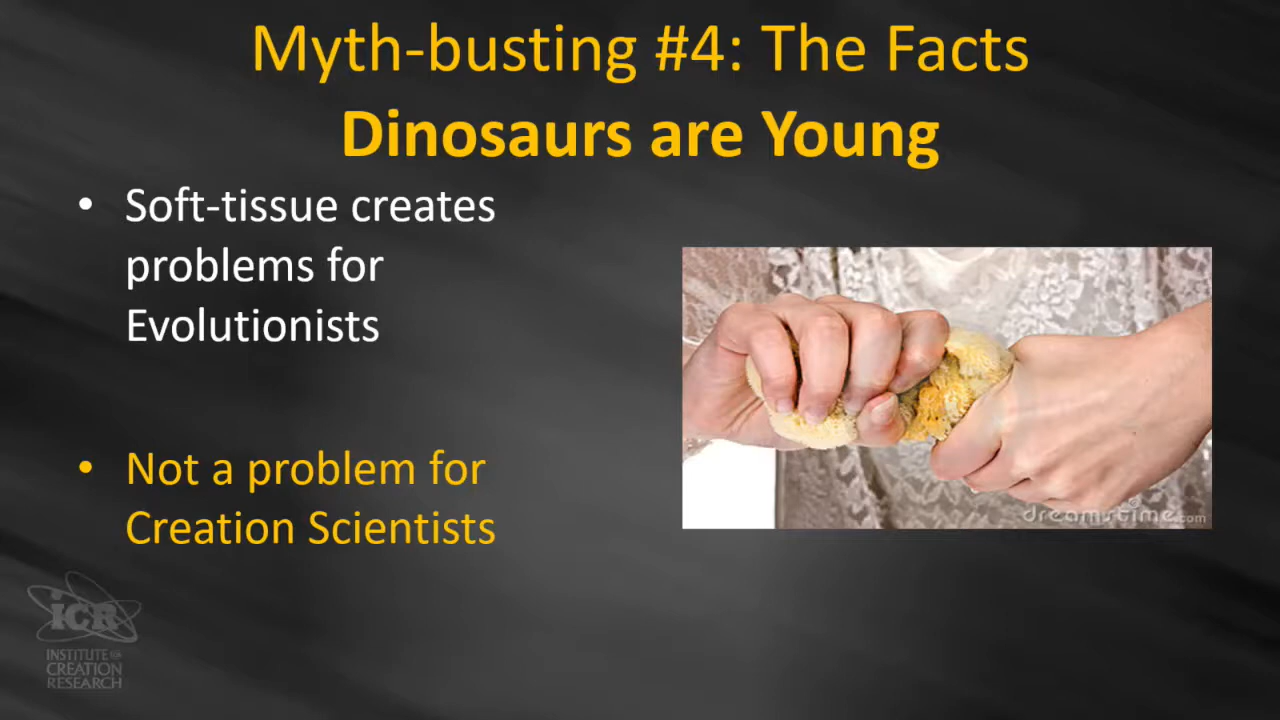 Myth-busting #4: The Facts
Dinosaurs are Young
• Soft-tissue creates
problems for
Evolutionists
• Not a problem for
Creation Scientists
dreamstime.com
ICR
INSTITUTE for
CREATION
RESEARCH